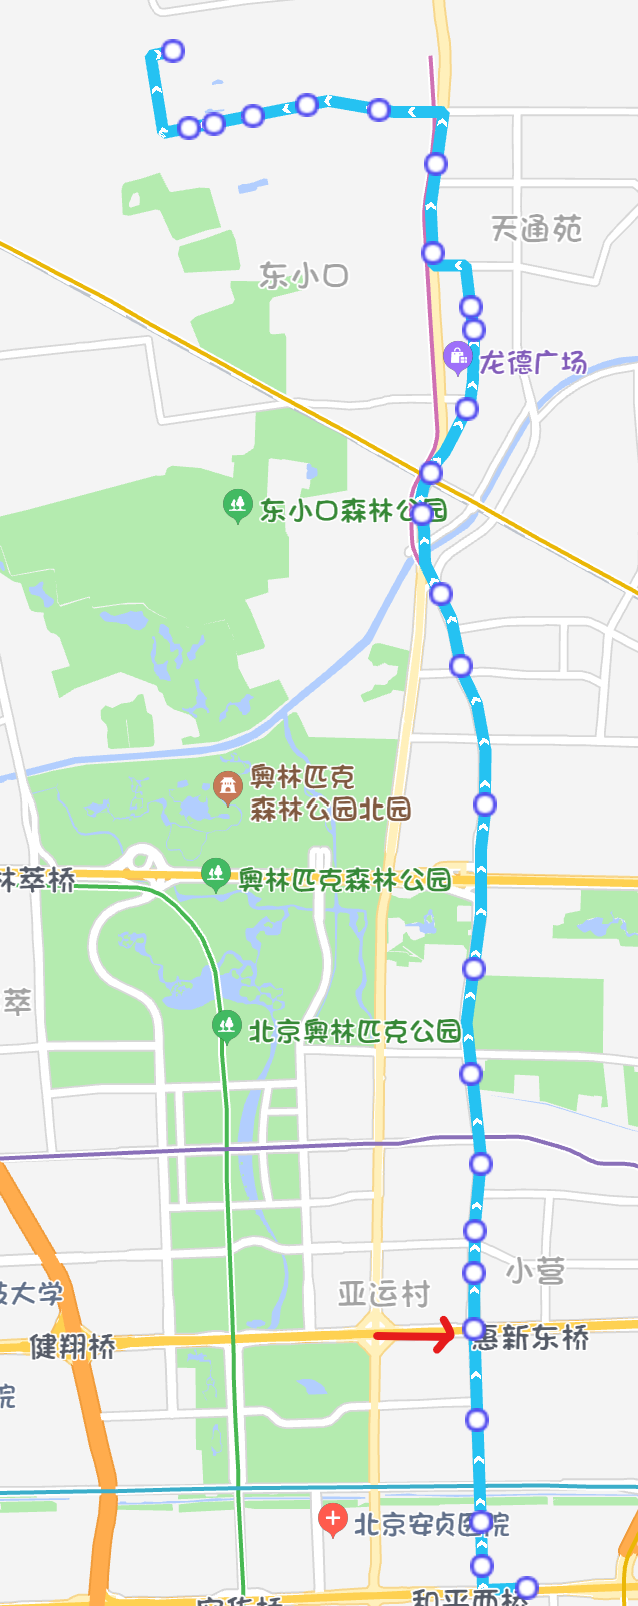 天通苑
东小口
龙德广场
东小口森林公园
奥林匹克
森林公园北园
林萃桥
奥林匹克森林公园
萃
北京奥林匹克公园
小营
技大学
亚运村
惠新东桥
健翔桥
院
北京安贞医院
和平西桥